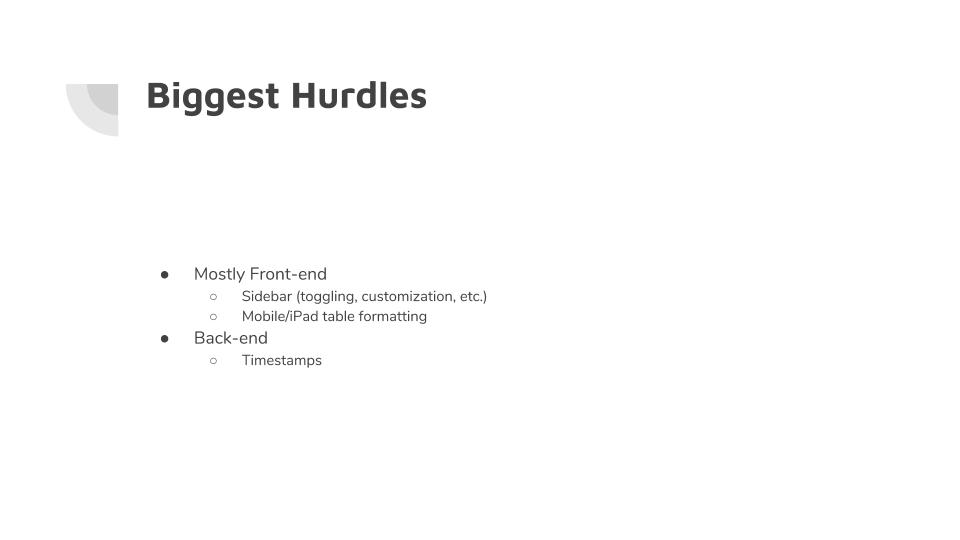 Biggest Hurdles
● Mostly Front-end
○ Sidebar (toggling, customization, etc.)
○ Mobile/iPad table formatting
● Back-end
○ Timestamps